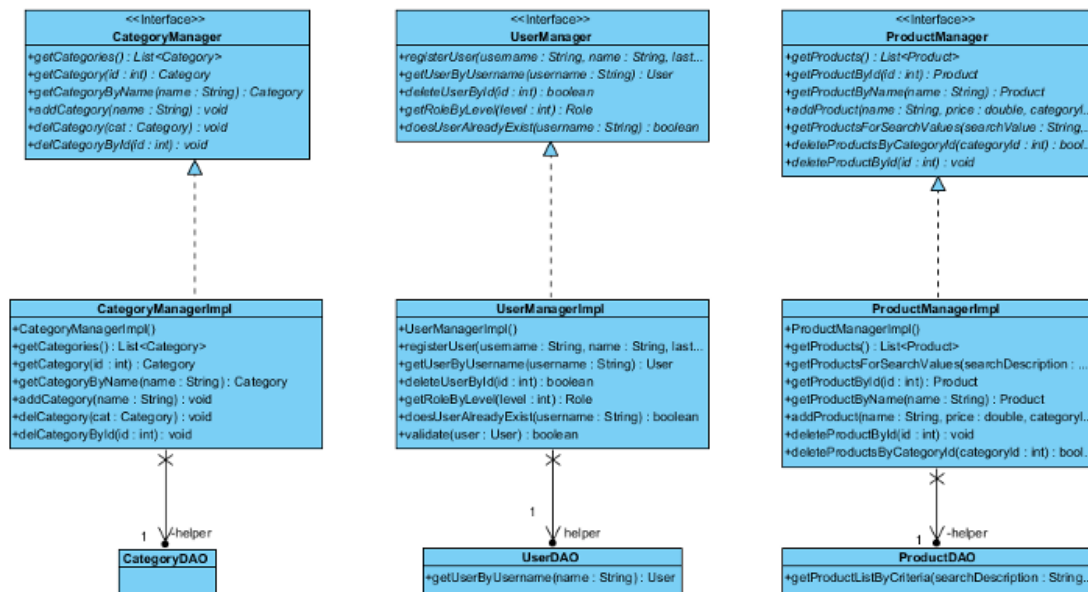 <<Interface>>
CategoryManager
+getCategories() : List<Category>
+getCategory(id : int) : Category
+getCategoryByName(name : String) : Category
+addCategory(name : String) : void
+delCategory(cat : Category) : void
+delCategoryById(id : int) : void
<<Interface>>
UserManager
+registerUser(username : String, name : String, last...
+getUserByUsername(username : String) : User
+deleteUserById(id : int) : boolean
+getRoleByLevel(level : int) : Role
+doesUserAlreadyExist(username : String) : boolean
<<Interface>>
ProductManager
+getProducts() : List<Product>
+getProductById(id : int) : Product
+getProductByName(name : String) : Product
+addProduct(name : String, price : double, categoryI...
+getProductsForSearchValues(searchValue : String,...
+deleteProductsByCategoryId(categoryId : int) : bool...
+deleteProductById(id : int) : void
CategoryManagerImpl
+CategoryManagerImpl()
+getCategories() : List<Category>
+getCategory(id : int) : Category
+getCategoryByName(name : String) : Category
+addCategory(name : String) : void
+delCategory(cat : Category) : void
+delCategoryById(id : int) : void
UserManagerImpl
+UserManagerImpl()
+registerUser(username : String, name : String, last...
+getUserByUsername(username : String) : User
+deleteUserById(id : int) : boolean
+getRoleByLevel(level : int) : Role
+doesUserAlreadyExist(username : String) : boolean
+validate(user : User) : boolean
ProductManagerImpl
+ProductManagerImpl()
+getProducts() : List<Product>
+getProductsForSearchValues(searchDescription : ...
+getProductById(id : int) : Product
+getProductByName(name : String) : Product
+addProduct(name : String, price : double, categoryI...
+deleteProductById(id : int) : void
+deleteProductsByCategoryId(categoryId : int) : bool...
1
-helper
CategoryDAO
1
helper
UserDAO
+getUserByUsername(name : String) : User
1
-helper
ProductDAO
+getProductListByCriteria(searchDescription : String...